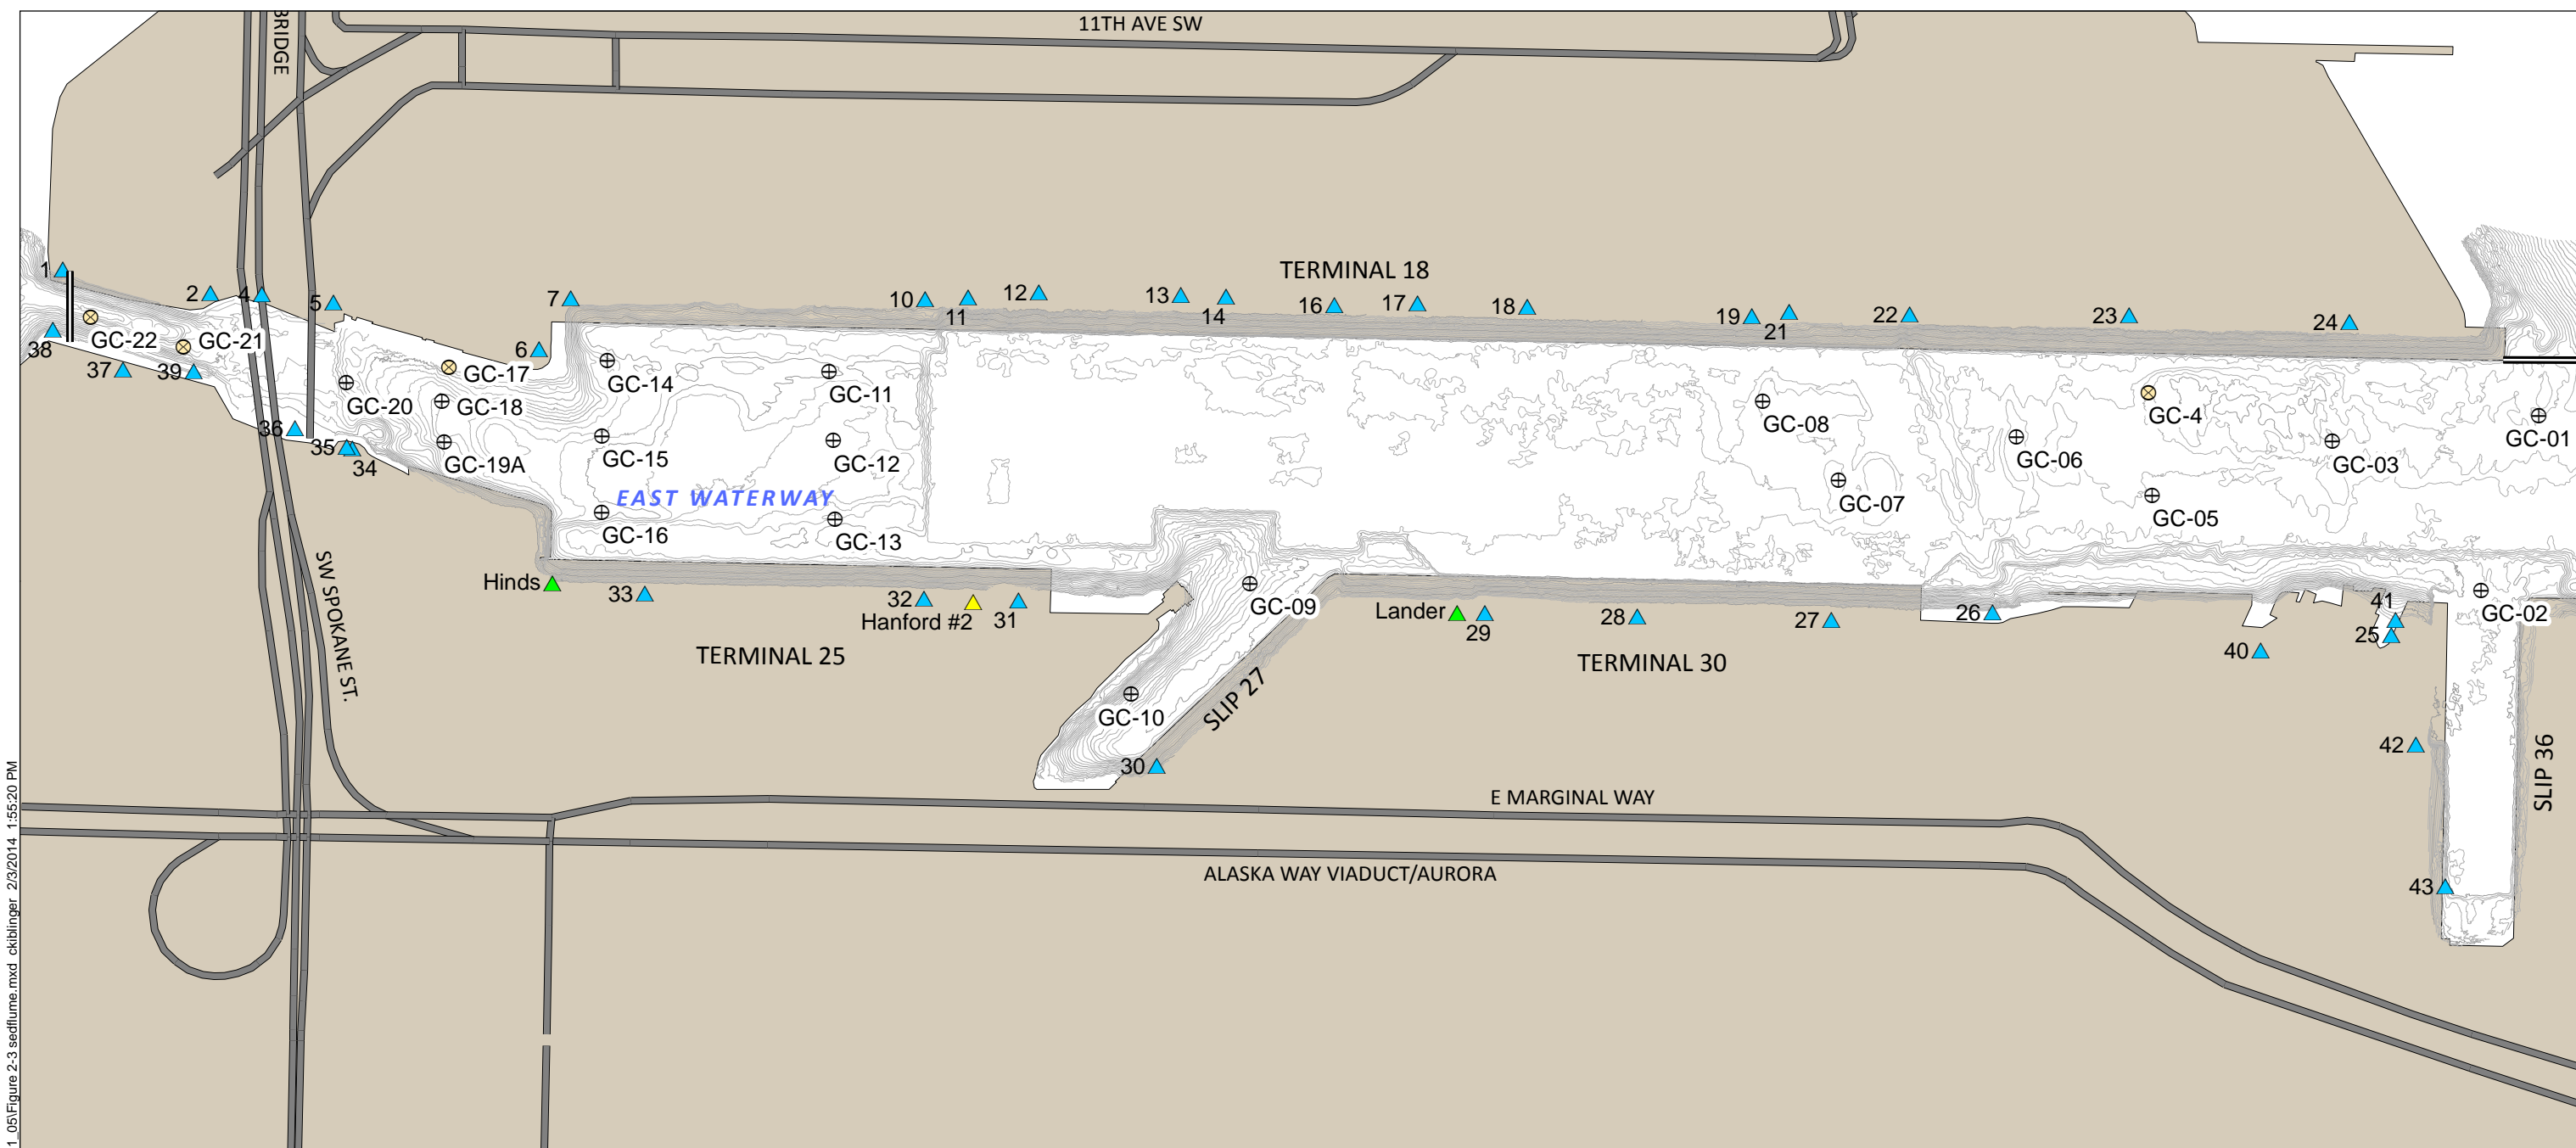 11TH AVE SW
BRIDGE
TERMINAL 18
1
2
4
5
6
7
10
11
12
13
14
16
17
18
19
21
22
23
24
38
37
39
36
35
34
GC-22
GC-21
GC-17
GC-20
GC-18
GC-19A
GC-14
GC-11
GC-15
GC-12
EAST WATERWAY
GC-16
GC-13
GC-08
GC-07
GC-06
GC-4
GC-05
GC-03
GC-01
GC-02
GC-09
GC-10
Hinds
33
32
Hanford #2
31
Lander
29
28
27
26
40
41
25
42
43
30
TERMINAL 25
TERMINAL 30
SLIP 27
SLIP 36
SW SPOKANE ST.
E MARGINAL WAY
ALASKA WAY VIADUCT/AURORA
1_05\Figure 2-3 sedflume.mxd ckiblinger 2/3/2014 1:55:20 PM